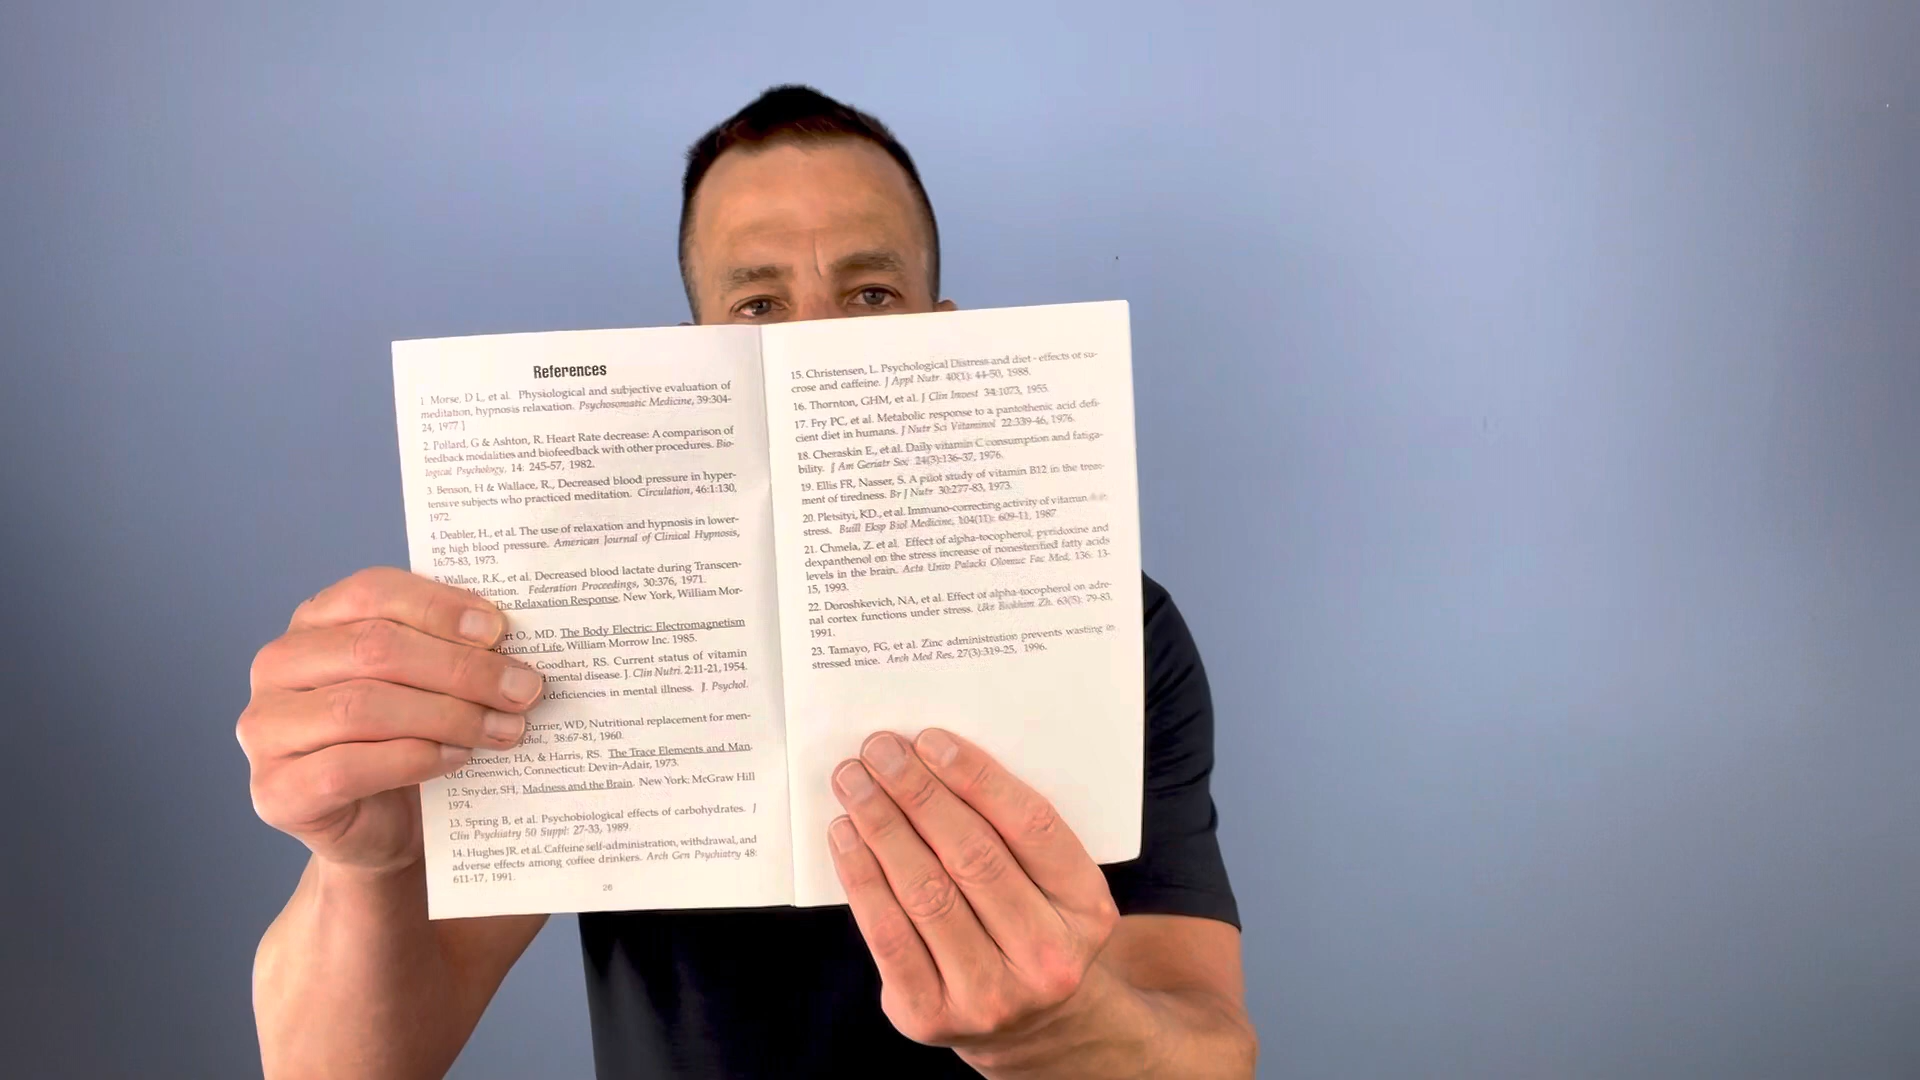 References
1 Morse, D L, et al. Physiological and subjective evaluation of
meditation, hypnosis relaxation. Psychosomatic Medicine, 39:304-
24, 1977 ]
2. Pollard, G & Ashton, R. Heart Rate decrease: A comparison of
feedback modalities and biofeedback with other procedures. Bio-
logical Psychology, 14: 245-57, 1982.
3. Benson, H & Wallace, R., Decreased blood pressure in hyper-
tensive subjects who practiced meditation. Circulation, 46:1:130,
1972.
4. Deabler, H., et al. The use of relaxation and hypnosis in lower-
ing high blood pressure. American Journal of Clinical Hypnosis,
16:75-83, 1973.
5. Wallace, R.K., et al. Decreased blood lactate during Transcen-
Meditation. Federation Proceedings, 30:376, 1971.
The Relaxation Response. New York, William Mor-
rt O., MD. The Body Electric: Electromagnetism
dation of Life, William Morrow Inc. 1985.
& Goodhart, RS. Current status of vitamin
d mental disease. J. Clin Nutri. 2:11-21, 1954.
deficiencies in mental illness. J. Psychol.
Currier, WD, Nutritional replacement for men-
ychol., 38:67-81, 1960.
chroeder, HA, & Harris, RS. The Trace Elements and Man.
Old Greenwich, Connecticut: Devin-Adair, 1973.
12. Snyder, SH, Madness and the Brain. New York: McGraw Hill
1974.
13. Spring B, et al. Psychobiological effects of carbohydrates. J
Clin Psychiatry 50 Suppl: 27-33, 1989.
14. Hughes JR, et al. Caffeine self-administration, withdrawal, and
adverse effects among coffee drinkers. Arch Gen Psychiatry 48:
611-17, 1991.
26
15. Christensen, L. Psychological Distress and diet - effects of su-
crose and caffeine. J Appl Nutr. 40(1): 44-50, 1988.
16. Thornton, GHM, et al. J Clin Invest 34:1073, 1955.
17. Fry PC, et al. Metabolic response to a pantothenic acid defi-
cient diet in humans. J Nutr Sci Vitaminol 22:339-46, 1976.
18. Cheraskin E., et al. Daily vitamin C consumption and fatiga-
bility. J Am Geriatr Soc 24(3):136-37, 1976.
19. Ellis FR, Nasser, S. A pilot study of vitamin B12 in the treat-
ment of tiredness. Br J Nutr 30:277-83, 1973.
20. Pletsityi, KD., et al. Immuno-correcting activity of vitamin
stress. Buill Eksp Biol Medicine, 104(11): 609-11, 1987
21. Chmela, Z. et al. Effect of alpha-tocopherol, pyridoxine and
dexpanthenol on the stress increase of nonesterified fatty acids
levels in the brain. Acta Univ Palacki Olomuc Fac Med, 136: 13-
15, 1993.
22. Doroshkevich, NA, et al. Effect of alpha-tocopherol on adre-
nal cortex functions under stress. Ukr Biokhim Zh. 63(5): 79-83,
1991.
23. Tamayo, FG, et al. Zinc administration prevents wasting in
stressed mice. Arch Med Res, 27(3):319-25, 1996.